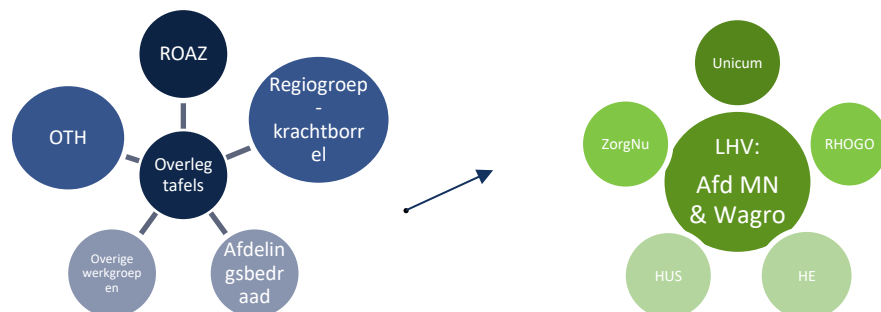 ROAZ
Regiogroep
-
krachtborr
el
OTH
Overleg
tafels
Overige
werkgroep
en
Afdelin
gsbedr
aad
Unicum
ZorgNu
LHV:
Afd MN
& Wagro
RHOGO
HUS
HE